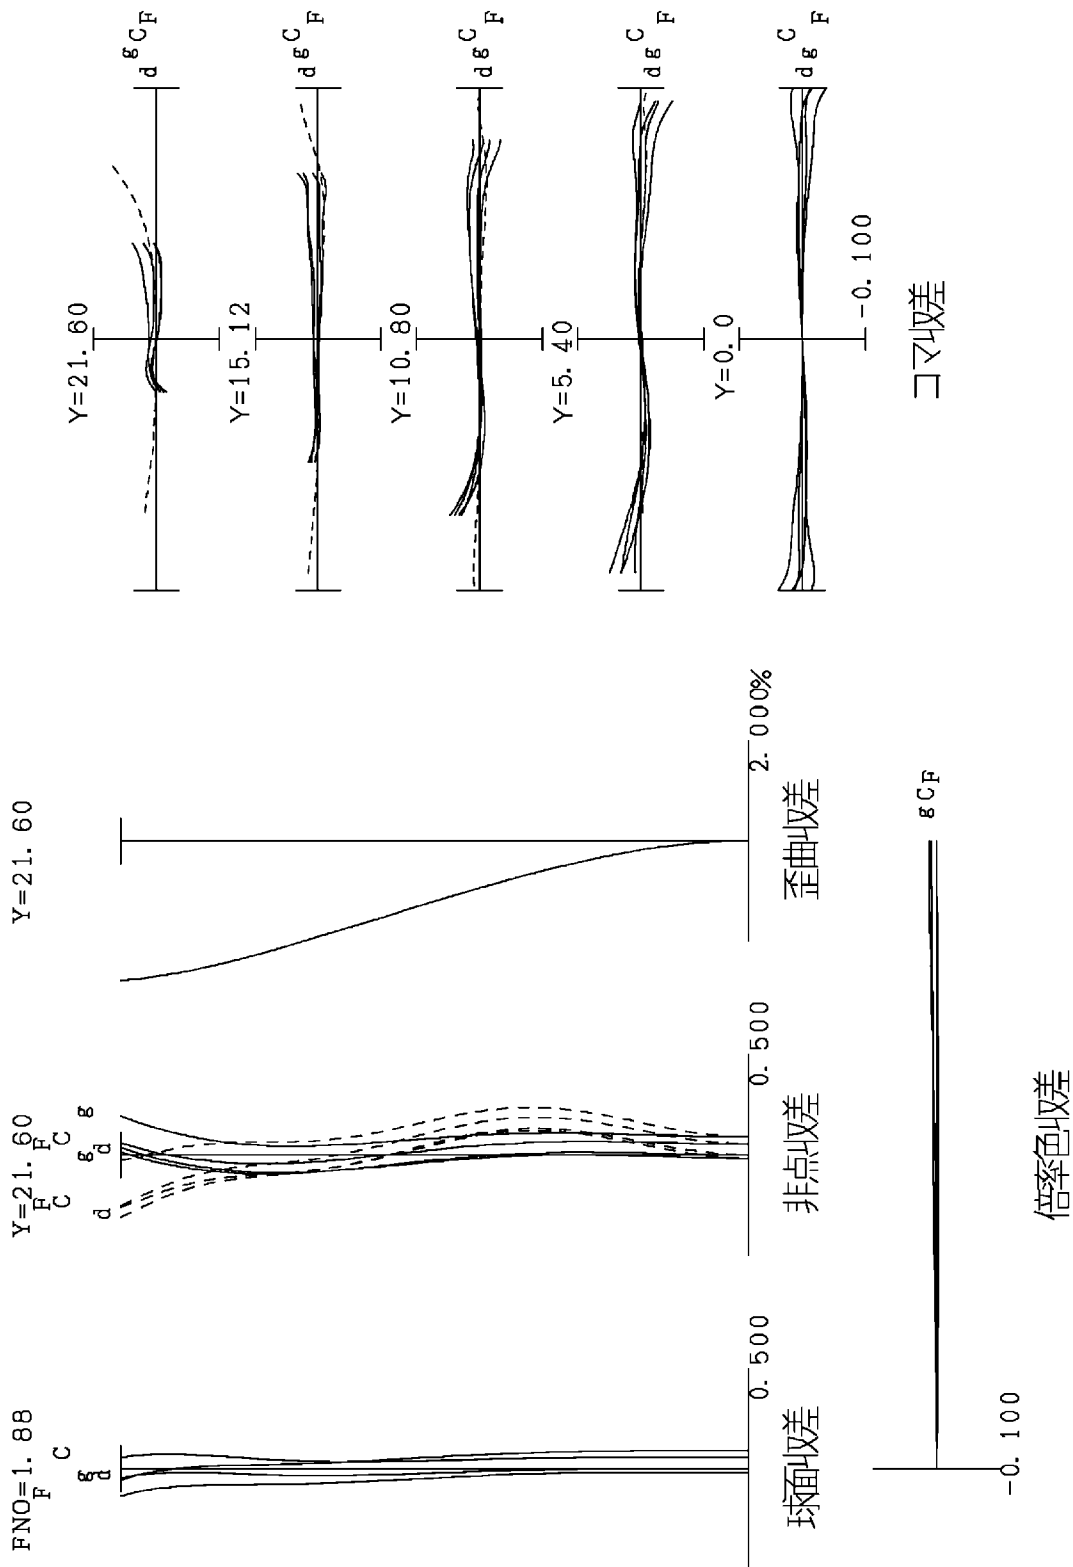 FNO=1.88
F
g
d
C
0.500
球面収差
Y=21.60
F
C
d
g
F
C
d
g
0.500
非点収差
Y=21.60
2.000%
歪曲収差
Y=21.60
d g C F
Y=15.12
d g C F
Y=10.80
d g C F
Y=5.40
d g C F
Y=0.0
d g C F
-0.100
コマ収差
g C F
-0.100
倍率色収差